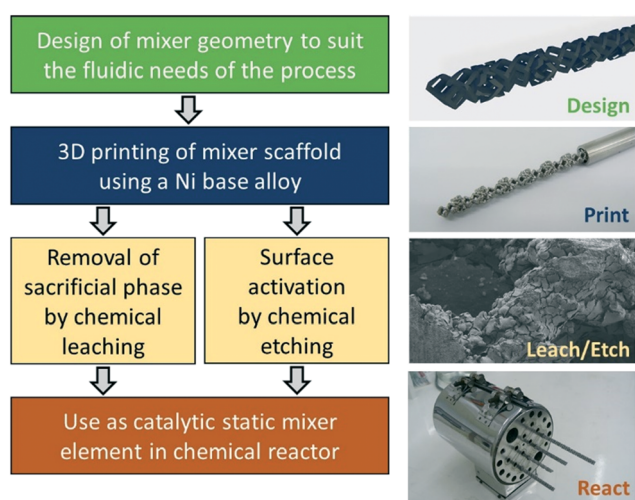 Design of mixer geometry to suit
the fluidic needs of the process
Design
3D printing of mixer scaffold
using a Ni base alloy
Print
Removal of
sacrificial phase
by chemical
leaching
Surface
activation
by chemical
etching
Leach/Etch
Use as catalytic static mixer
element in chemical reactor
React